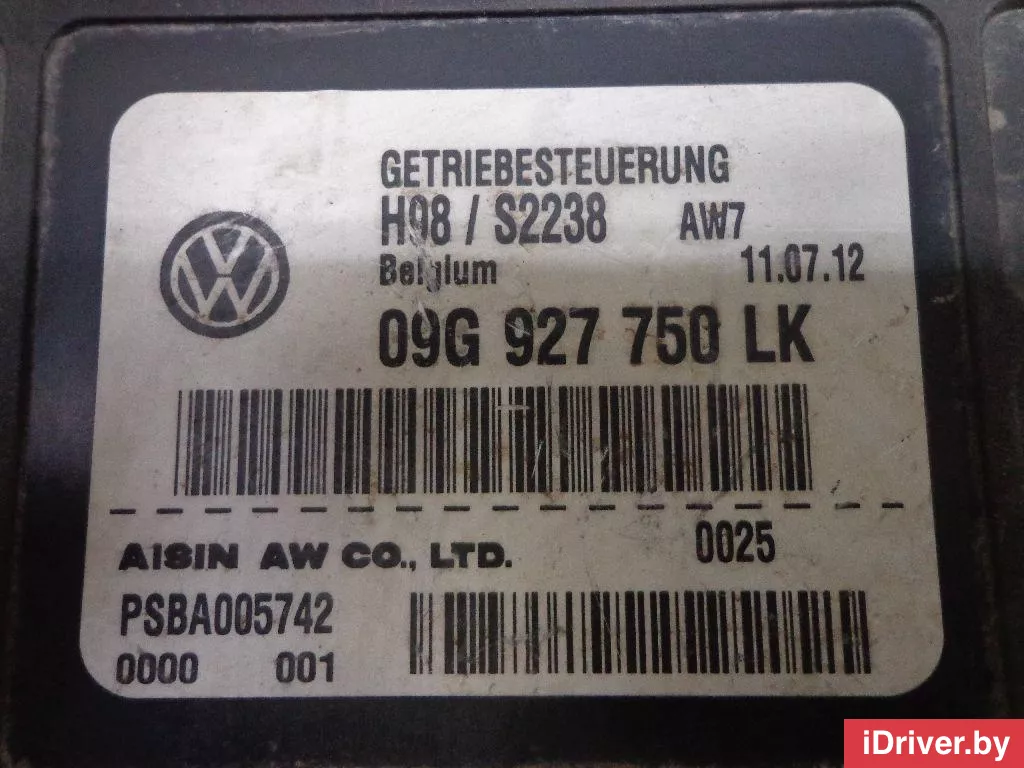 GETRIEBESTEUERUNG
H08 / S2238 AW7
Belgium 11.07.12
09G 927 750 LK
0025
AISIN AW CO., LTD.
PSBA005742
0000 001
iDriver.by